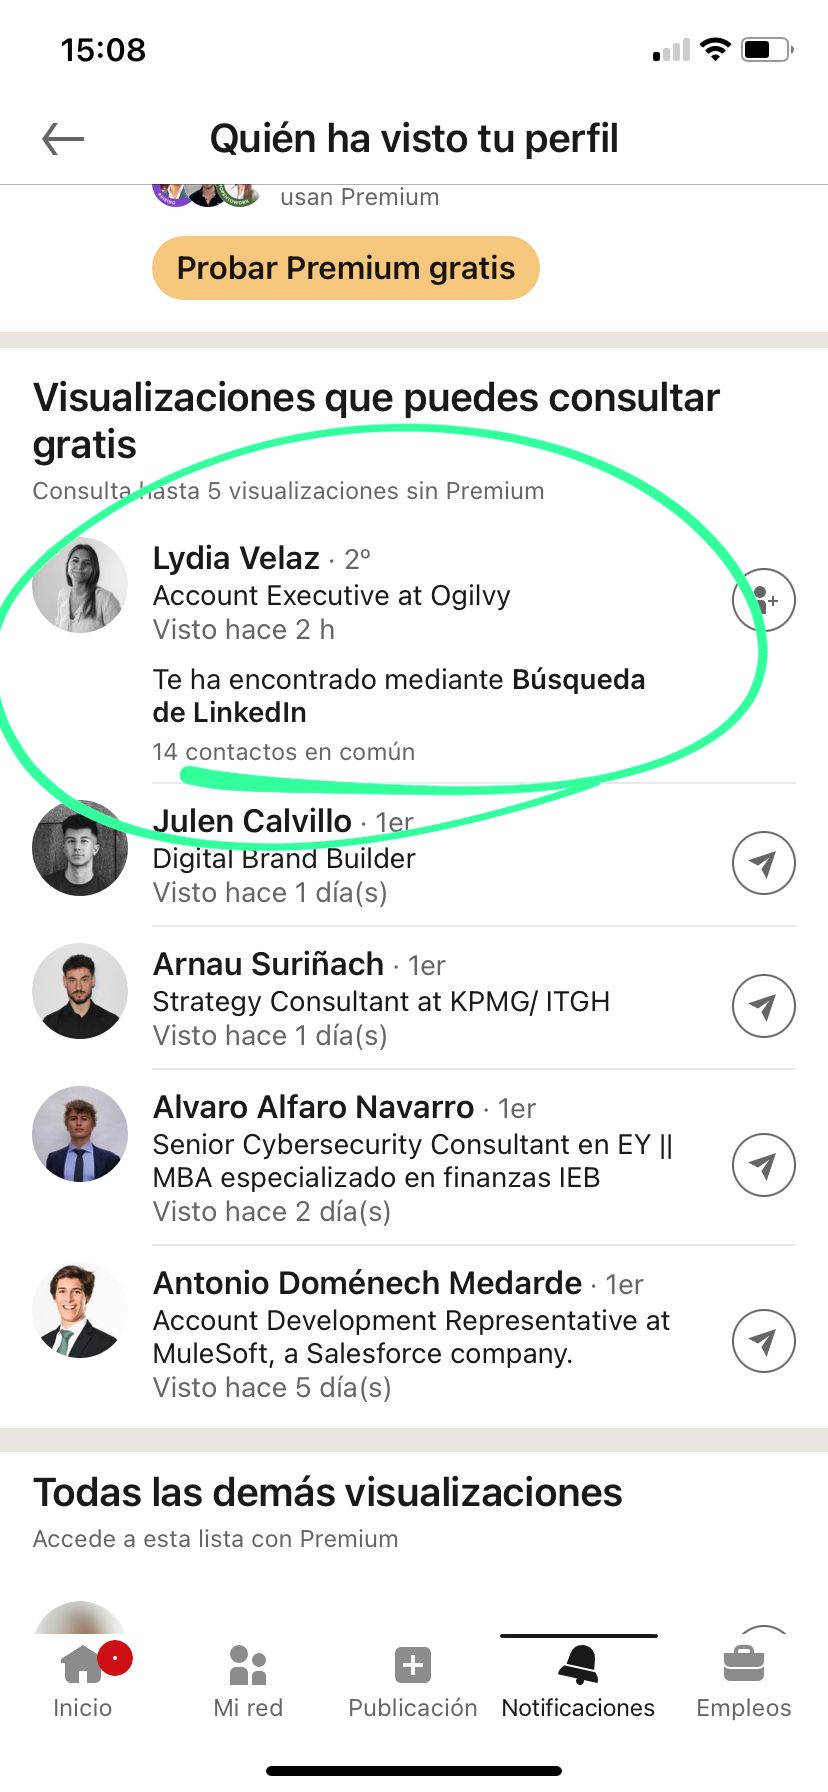 15:08
Quién ha visto tu perfil
usan Premium
Probar Premium gratis
Visualizaciones que puedes consultar
gratis
Consulta hasta 5 visualizaciones sin Premium
Lydia Velaz · 2º
Account Executive at Ogilvy
Visto hace 2 h
Te ha encontrado mediante Búsqueda
de LinkedIn
14 contactos en común
Julen Calvillo · 1er
Digital Brand Builder
Visto hace 1 día(s)
Arnau Suriñach · 1er
Strategy Consultant at KPMG/ ITGH
Visto hace 1 día(s)
Alvaro Alfaro Navarro · 1er
Senior Cybersecurity Consultant en EY ||
MBA especializado en finanzas IEB
Visto hace 2 día(s)
Antonio Doménech Medarde · 1er
Account Development Representative at
MuleSoft, a Salesforce company.
Visto hace 5 día(s)
Todas las demás visualizaciones
Accede a esta lista con Premium
Inicio
Mi red
Publicación
Notificaciones
Empleos